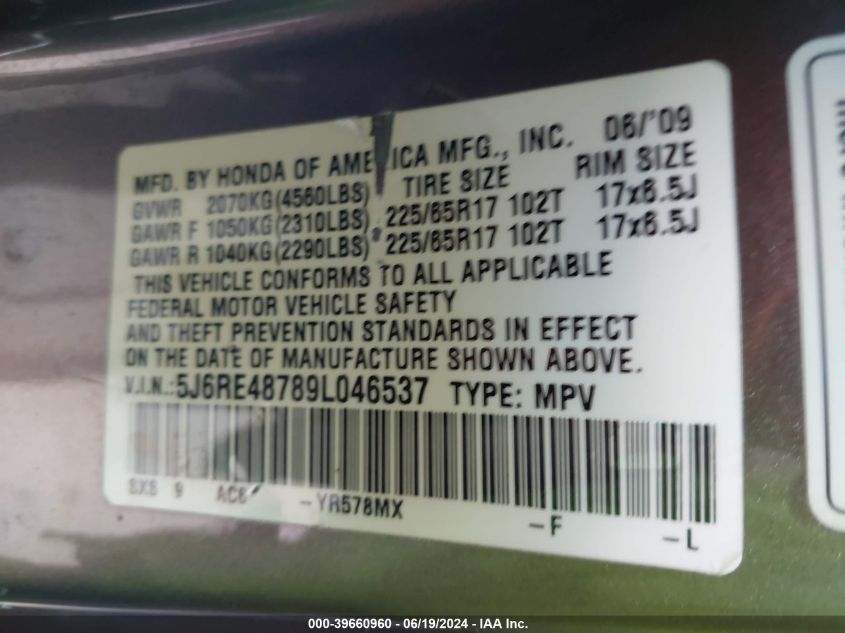 MFD. BY HONDA OF AMERICA MFG., INC. 06/'09
GVWR 2070KG(4560LBS) TIRE SIZE RIM SIZE
GAWR F 1050KG(2310LBS) 225/65R17 102T 17x6.5J
GAWR R 1040KG(2290LBS) 225/65R17 102T 17x6.5J
THIS VEHICLE CONFORMS TO ALL APPLICABLE
FEDERAL MOTOR VEHICLE SAFETY
AND THEFT PREVENTION STANDARDS IN EFFECT
ON THE DATE OF MANUFACTURE SHOWN ABOVE.
V.I.N.:5J6RE48789L046537 TYPE: MPV
SXS 9 AC6 -YR578MX -F -L
000-39660960 - 06/19/2024 - IAA Inc.